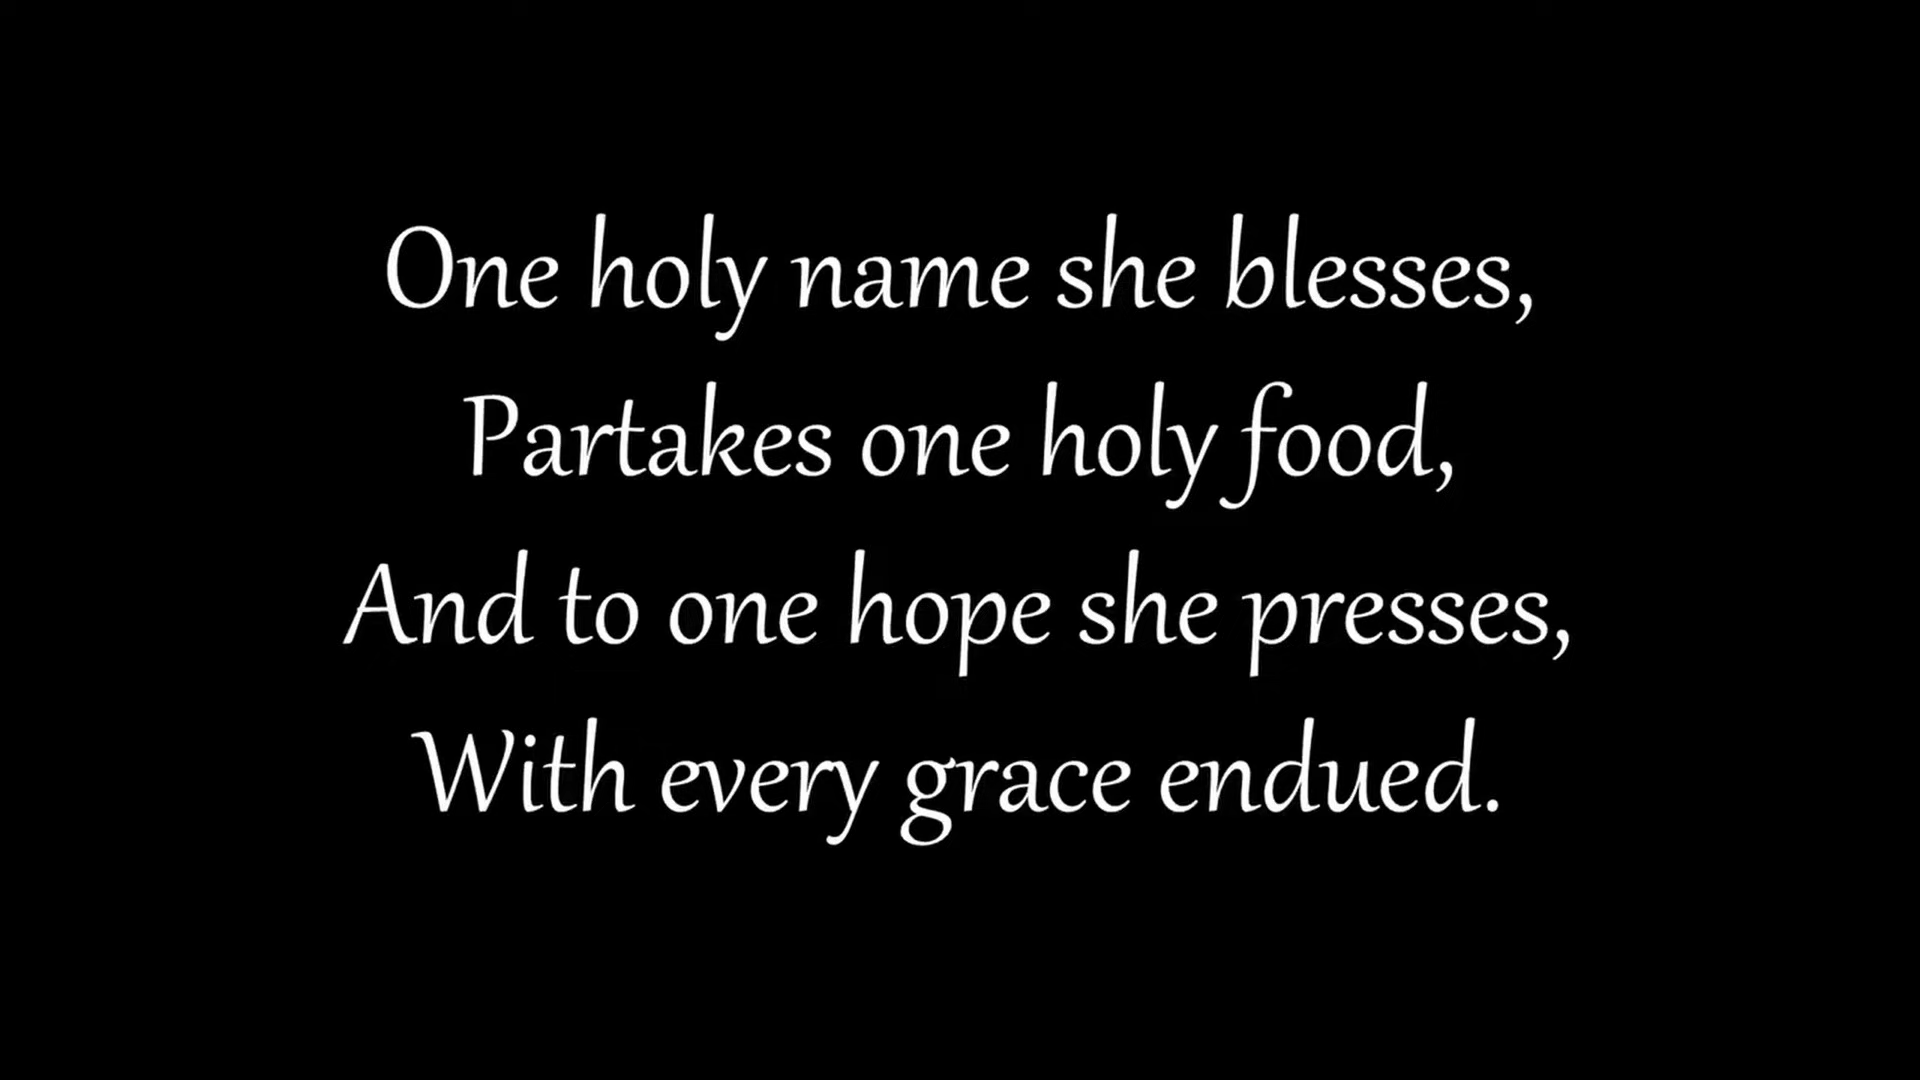 One holy name she blesses,
Partakes one holy food,
And to one hope she presses,
With every grace endued.